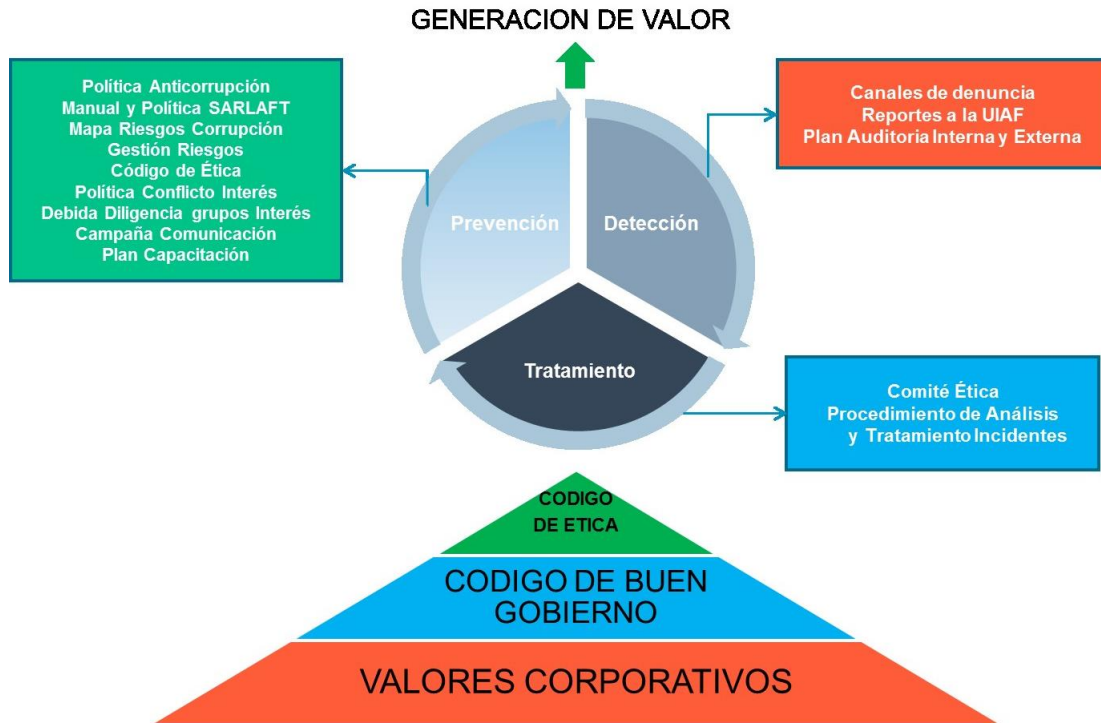 GENERACION DE VALOR
Política Anticorrupción
Manual y Política SARLAFT
Mapa Riesgos Corrupción
Gestión Riesgos
Código de Ética
Política Conflicto Interés
Debida Diligencia grupos Interés
Campaña Comunicación
Plan Capacitación
Canales de denuncia
Reportes a la UIAF
Plan Auditoría Interna y Externa
Prevención
Detección
Tratamiento
Comité Ética
Procedimiento de Análisis
y Tratamiento Incidentes
CODIGO
DE ETICA
CODIGO DE BUEN
GOBIERNO
VALORES CORPORATIVOS